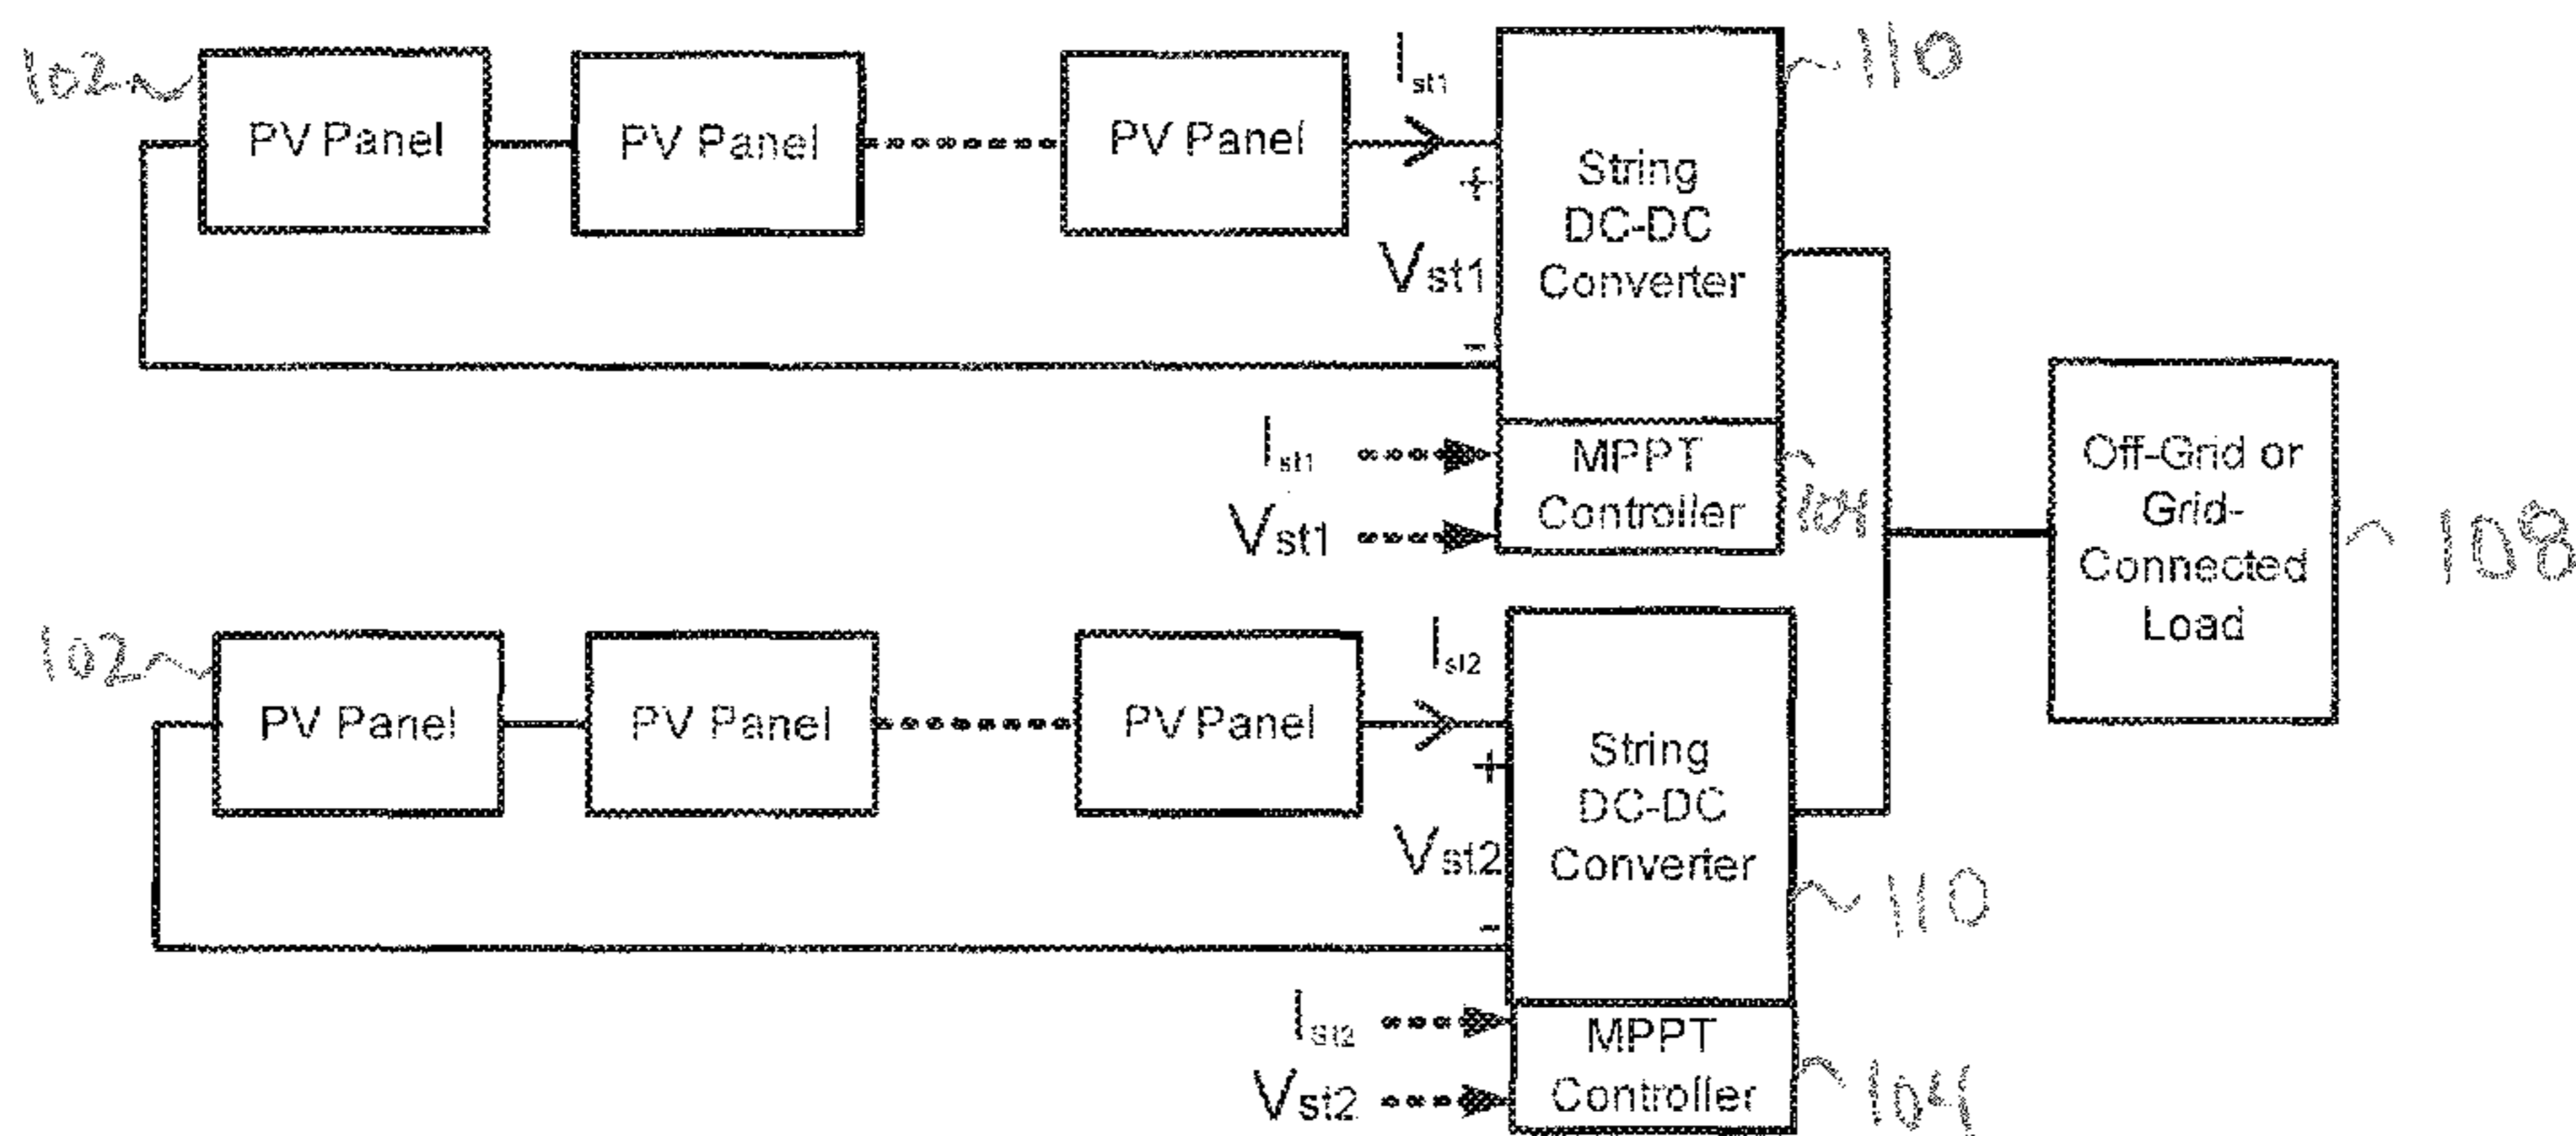 102
PV Panel
PV Panel
PV Panel
Ist1
+
Vst1
-
String
DC-DC
Converter
110
Ist1
Vst1
MPPT
Controller
104
Off-Grid or
Grid-
Connected
Load
108
102
PV Panel
PV Panel
PV Panel
Ist2
+
Vst2
-
String
DC-DC
Converter
110
Ist2
Vst2
MPPT
Controller
104